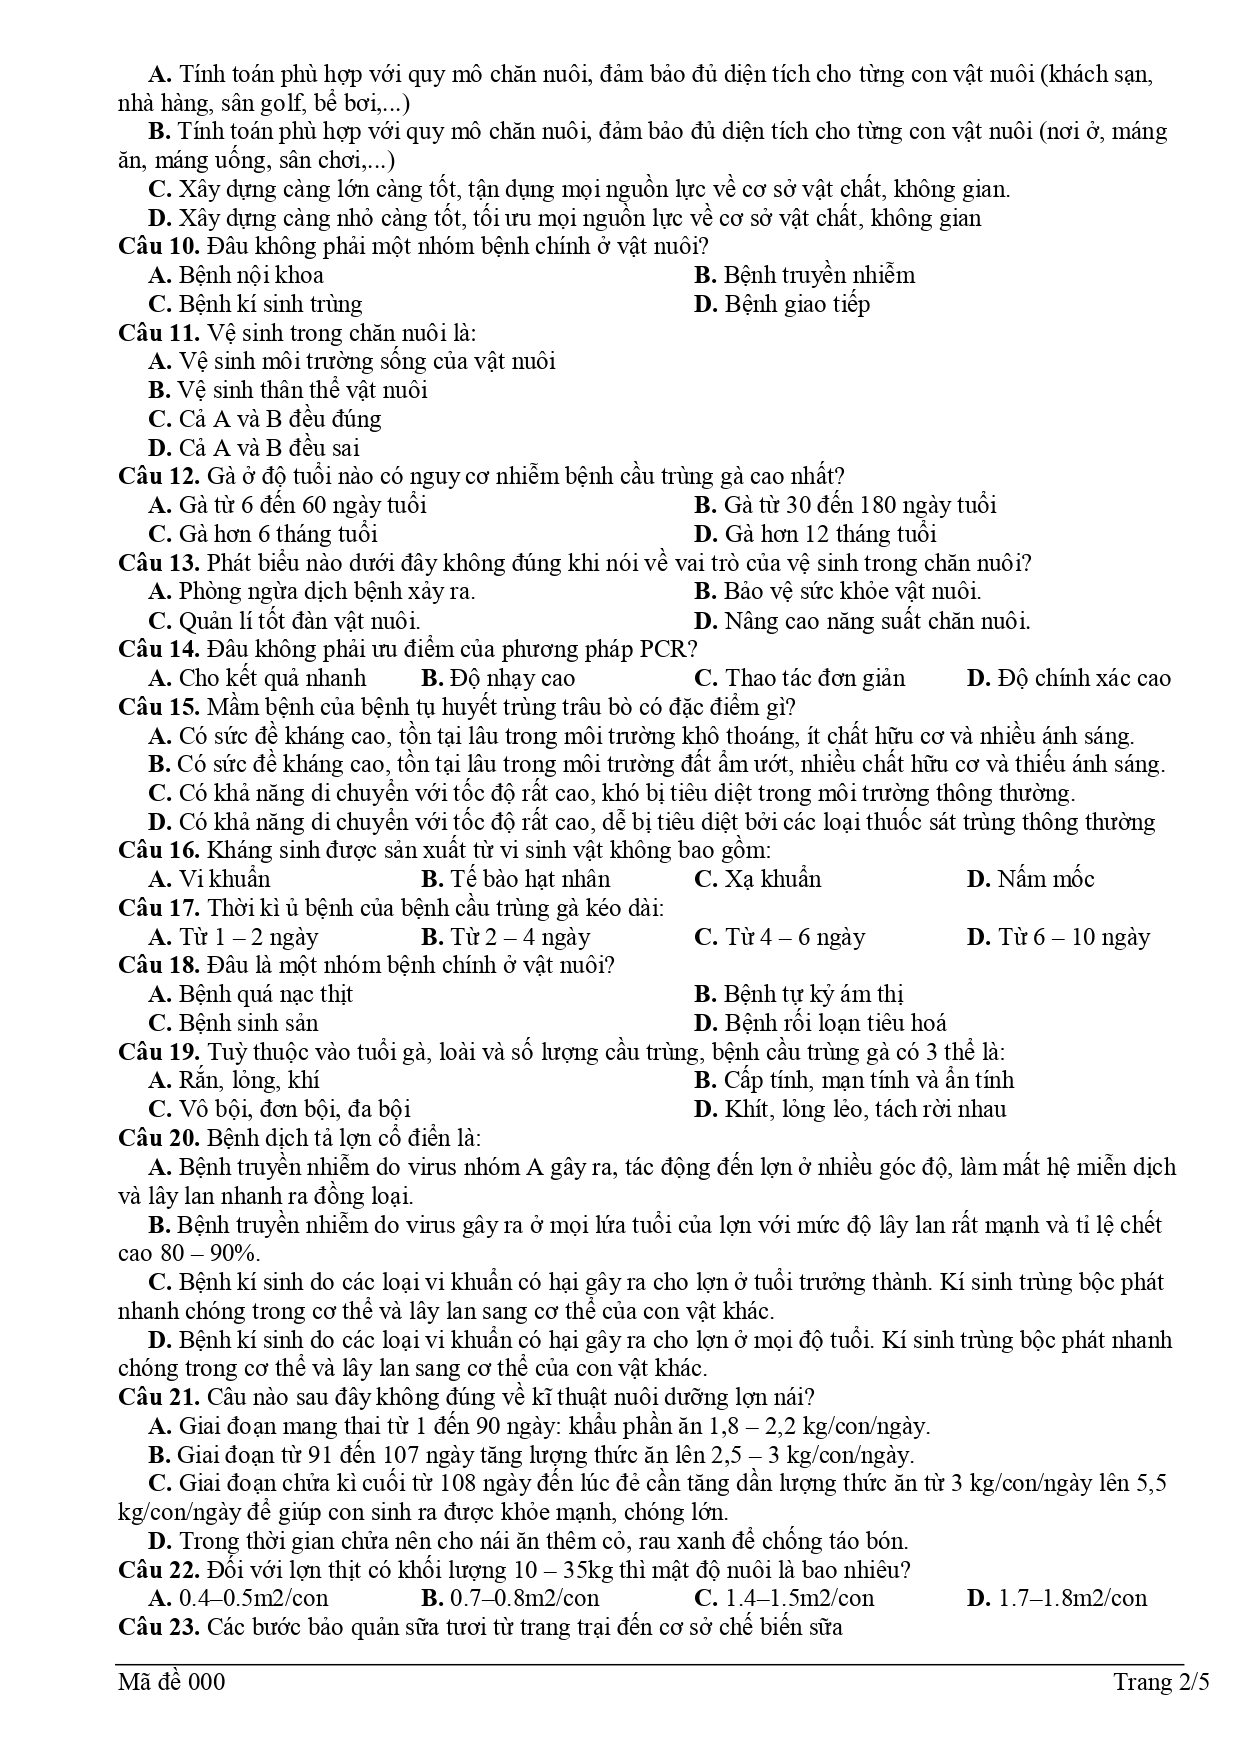 A. Tính toán phù hợp với quy mô chăn nuôi, đảm bảo đủ diện tích cho từng con vật nuôi (khách sạn,
nhà hàng, sân golf, bể bơi,...)
B. Tính toán phù hợp với quy mô chăn nuôi, đảm bảo đủ diện tích cho từng con vật nuôi (nơi ở, máng
ăn, máng uống, sân chơi,...)
C. Xây dựng càng lớn càng tốt, tận dụng mọi nguồn lực về cơ sở vật chất, không gian.
D. Xây dựng càng nhỏ càng tốt, tối ưu mọi nguồn lực về cơ sở vật chất, không gian
Câu 10. Đâu không phải một nhóm bệnh chính ở vật nuôi?
A. Bệnh nội khoa B. Bệnh truyền nhiễm
C. Bệnh kí sinh trùng D. Bệnh giao tiếp
Câu 11. Vệ sinh trong chăn nuôi là:
A. Vệ sinh môi trường sống của vật nuôi
B. Vệ sinh thân thể vật nuôi
C. Cả A và B đều đúng
D. Cả A và B đều sai
Câu 12. Gà ở độ tuổi nào có nguy cơ nhiễm bệnh cầu trùng gà cao nhất?
A. Gà từ 6 đến 60 ngày tuổi B. Gà từ 30 đến 180 ngày tuổi
C. Gà hơn 6 tháng tuổi D. Gà hơn 12 tháng tuổi
Câu 13. Phát biểu nào dưới đây không đúng khi nói về vai trò của vệ sinh trong chăn nuôi?
A. Phòng ngừa dịch bệnh xảy ra. B. Bảo vệ sức khỏe vật nuôi.
C. Quản lí tốt đàn vật nuôi. D. Nâng cao năng suất chăn nuôi.
Câu 14. Đâu không phải ưu điểm của phương pháp PCR?
A. Cho kết quả nhanh B. Độ nhạy cao C. Thao tác đơn giản D. Độ chính xác cao
Câu 15. Mầm bệnh của bệnh tụ huyết trùng trâu bò có đặc điểm gì?
A. Có sức đề kháng cao, tồn tại lâu trong môi trường khô thoáng, ít chất hữu cơ và nhiều ánh sáng.
B. Có sức đề kháng cao, tồn tại lâu trong môi trường đất ẩm ướt, nhiều chất hữu cơ và thiếu ánh sáng.
C. Có khả năng di chuyển với tốc độ rất cao, khó bị tiêu diệt trong môi trường thông thường.
D. Có khả năng di chuyển với tốc độ rất cao, dễ bị tiêu diệt bởi các loại thuốc sát trùng thông thường
Câu 16. Kháng sinh được sản xuất từ vi sinh vật không bao gồm:
A. Vi khuẩn B. Tế bào hạt nhân C. Xạ khuẩn D. Nấm mốc
Câu 17. Thời kì ủ bệnh của bệnh cầu trùng gà kéo dài:
A. Từ 1 – 2 ngày B. Từ 2 – 4 ngày C. Từ 4 – 6 ngày D. Từ 6 – 10 ngày
Câu 18. Đâu là một nhóm bệnh chính ở vật nuôi?
A. Bệnh quá nạc thịt B. Bệnh tự kỷ ám thị
C. Bệnh sinh sản D. Bệnh rối loạn tiêu hoá
Câu 19. Tuỳ thuộc vào tuổi gà, loài và số lượng cầu trùng, bệnh cầu trùng gà có 3 thể là:
A. Rắn, lỏng, khí B. Cấp tính, mạn tính và ẩn tính
C. Vô bội, đơn bội, đa bội D. Khít, lỏng lẻo, tách rời nhau
Câu 20. Bệnh dịch tả lợn cổ điển là:
A. Bệnh truyền nhiễm do virus nhóm A gây ra, tác động đến lợn ở nhiều góc độ, làm mất hệ miễn dịch
và lây lan nhanh ra đồng loại.
B. Bệnh truyền nhiễm do virus gây ra ở mọi lứa tuổi của lợn với mức độ lây lan rất mạnh và tỉ lệ chết
cao 80 – 90%.
C. Bệnh kí sinh do các loại vi khuẩn có hại gây ra cho lợn ở tuổi trưởng thành. Kí sinh trùng bộc phát
nhanh chóng trong cơ thể và lây lan sang cơ thể của con vật khác.
D. Bệnh kí sinh do các loại vi khuẩn có hại gây ra cho lợn ở mọi độ tuổi. Kí sinh trùng bộc phát nhanh
chóng trong cơ thể và lây lan sang cơ thể của con vật khác.
Câu 21. Câu nào sau đây không đúng về kĩ thuật nuôi dưỡng lợn nái?
A. Giai đoạn mang thai từ 1 đến 90 ngày: khẩu phần ăn 1,8 – 2,2 kg/con/ngày.
B. Giai đoạn từ 91 đến 107 ngày tăng lượng thức ăn lên 2,5 – 3 kg/con/ngày.
C. Giai đoạn chửa kì cuối từ 108 ngày đến lúc đẻ cần tăng dần lượng thức ăn từ 3 kg/con/ngày lên 5,5
kg/con/ngày để giúp con sinh ra được khỏe mạnh, chóng lớn.
D. Trong thời gian chửa nên cho nái ăn thêm cỏ, rau xanh để chống táo bón.
Câu 22. Đối với lợn thịt có khối lượng 10 – 35kg thì mật độ nuôi là bao nhiêu?
A. 0.4–0.5m2/con B. 0.7–0.8m2/con C. 1.4–1.5m2/con D. 1.7–1.8m2/con
Câu 23. Các bước bảo quản sữa tươi từ trang trại đến cơ sở chế biến sữa
Mã đề 000 Trang 2/5